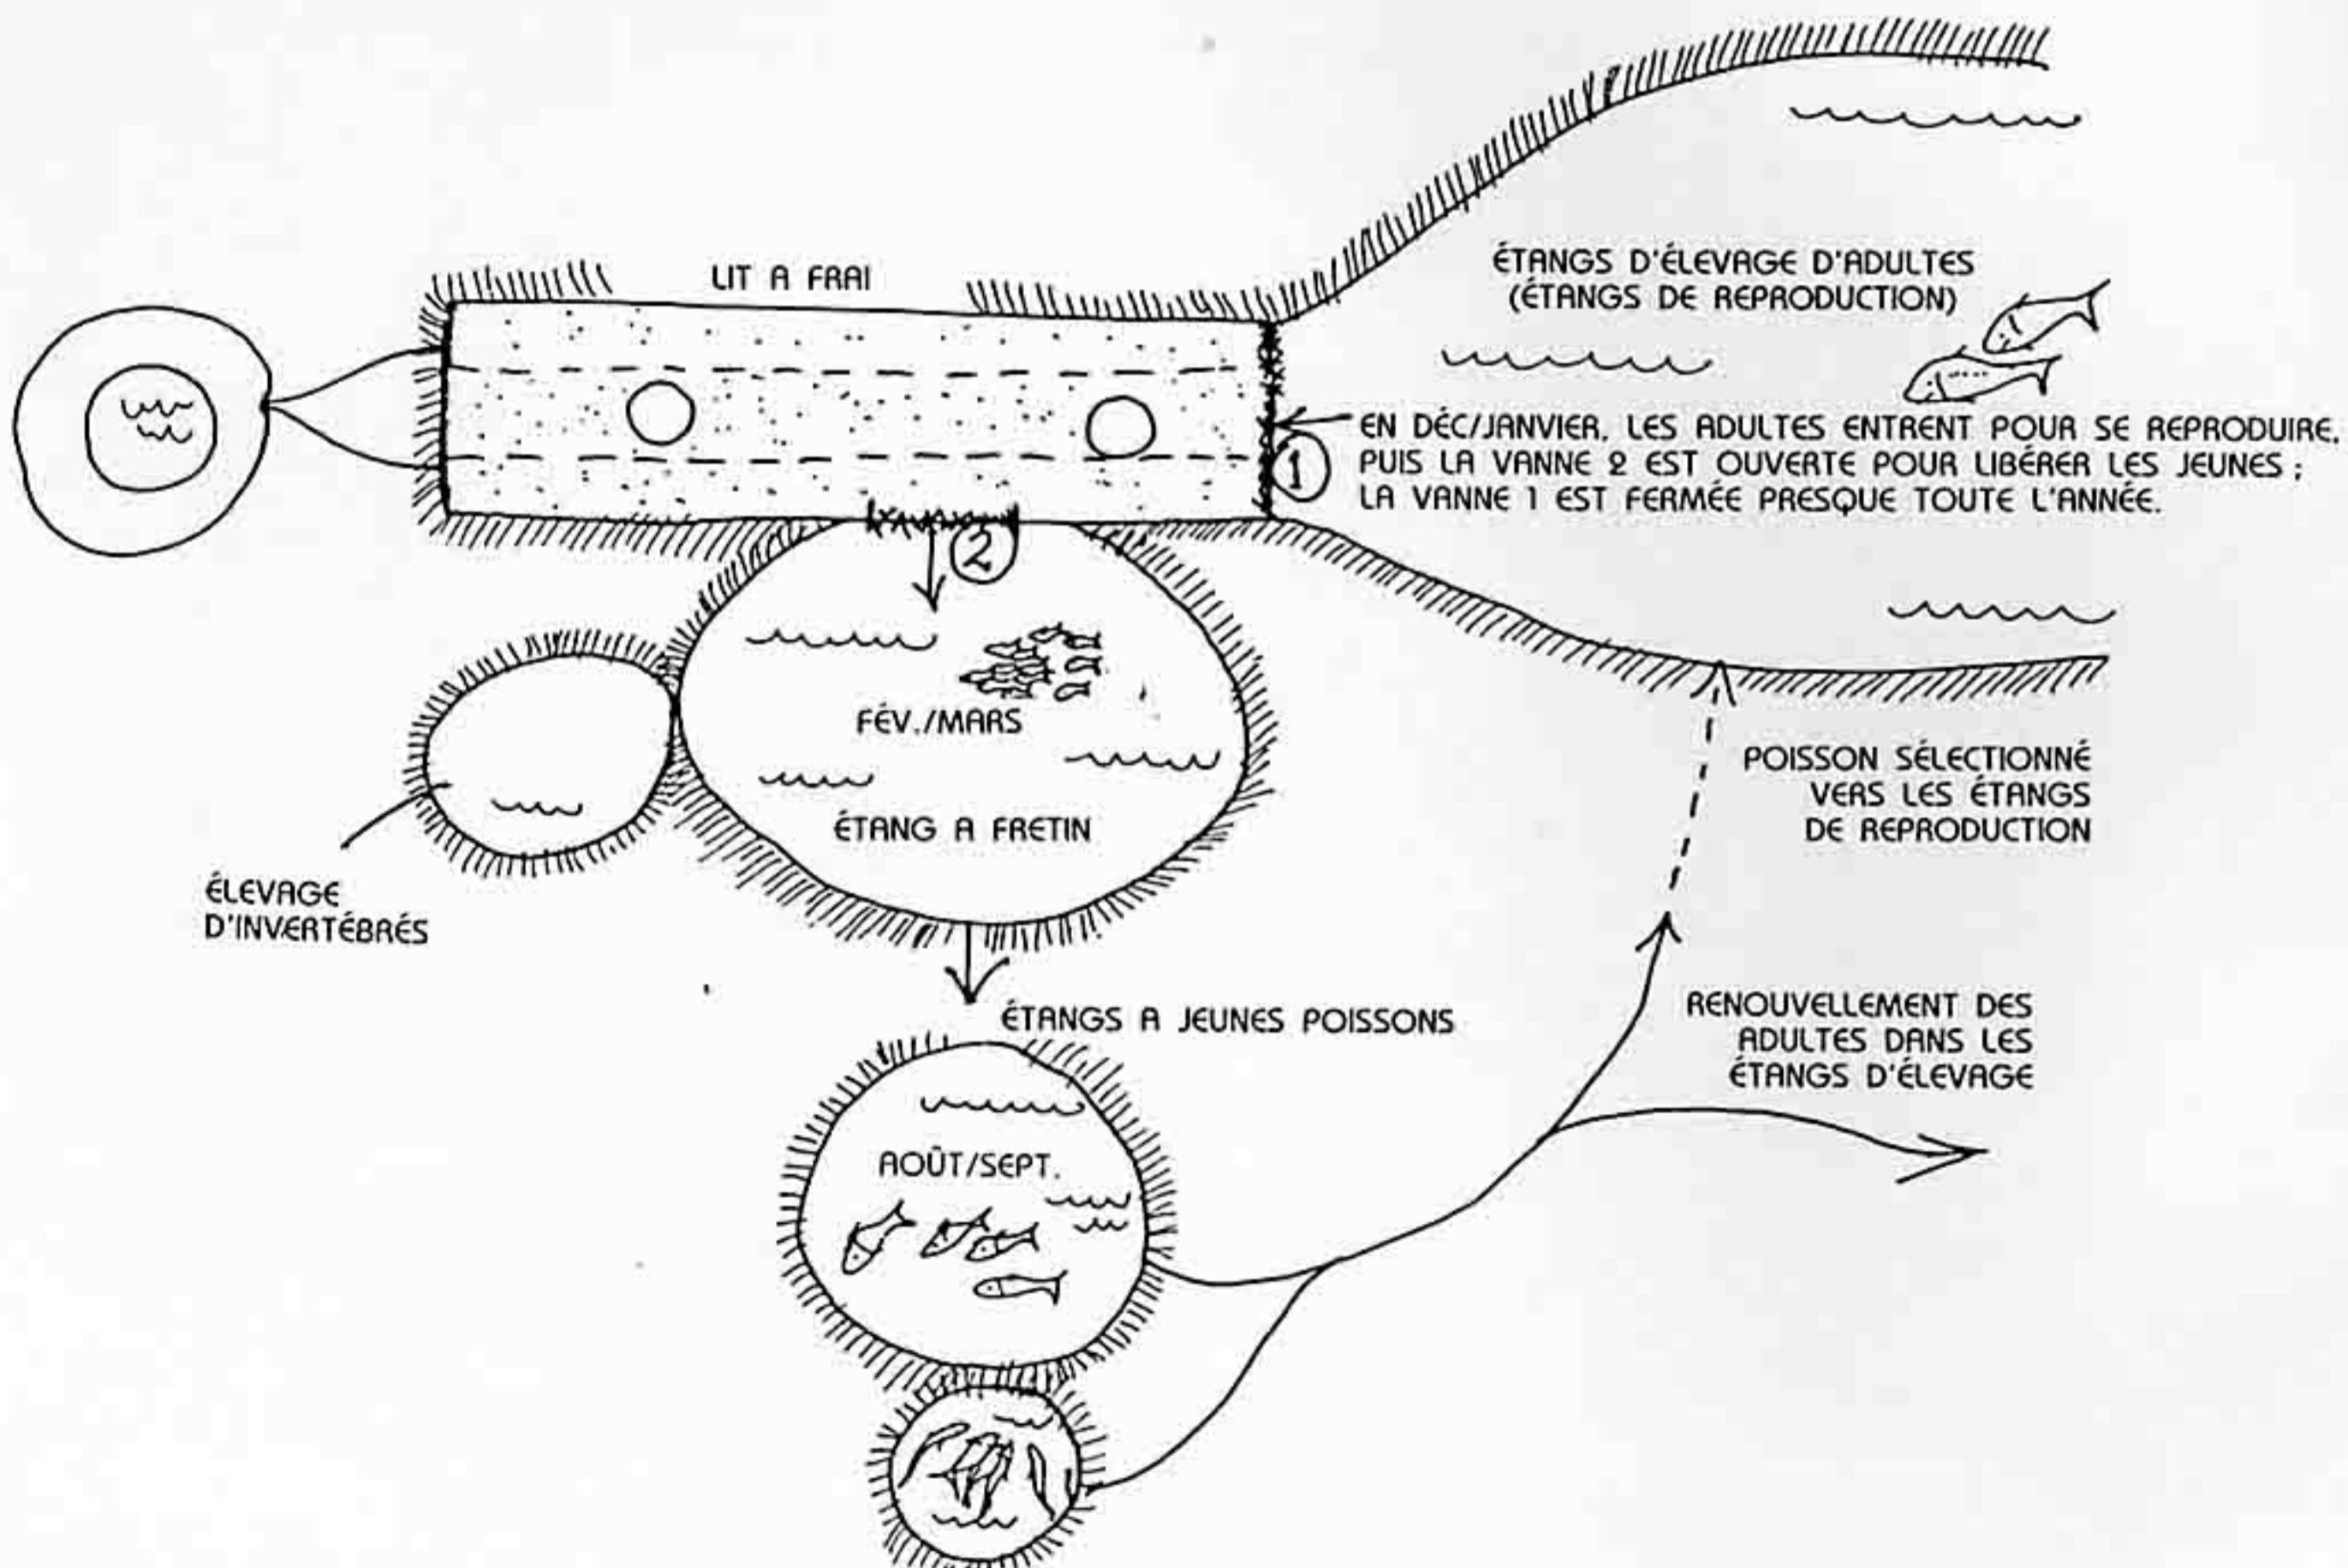 LIT A FRAI
ÉTANGS D'ÉLEVAGE D'ADULTES
(ÉTANGS DE REPRODUCTION)
EN DÉC/JANVIER, LES ADULTES ENTRENT POUR SE REPRODUIRE,
PUIS LA VANNE 2 EST OUVERTE POUR LIBÉRER LES JEUNES ;
LA VANNE 1 EST FERMÉE PRESQUE TOUTE L'ANNÉE.
1
2
FÉV./MARS
ÉTANG A FRETIN
ÉLEVAGE
D'INVERTÉBRÉS
POISSON SÉLECTIONNÉ
VERS LES ÉTANGS
DE REPRODUCTION
ÉTANGS A JEUNES POISSONS
RENOUVELLEMENT DES
ADULTES DANS LES
ÉTANGS D'ÉLEVAGE
AOÛT/SEPT.